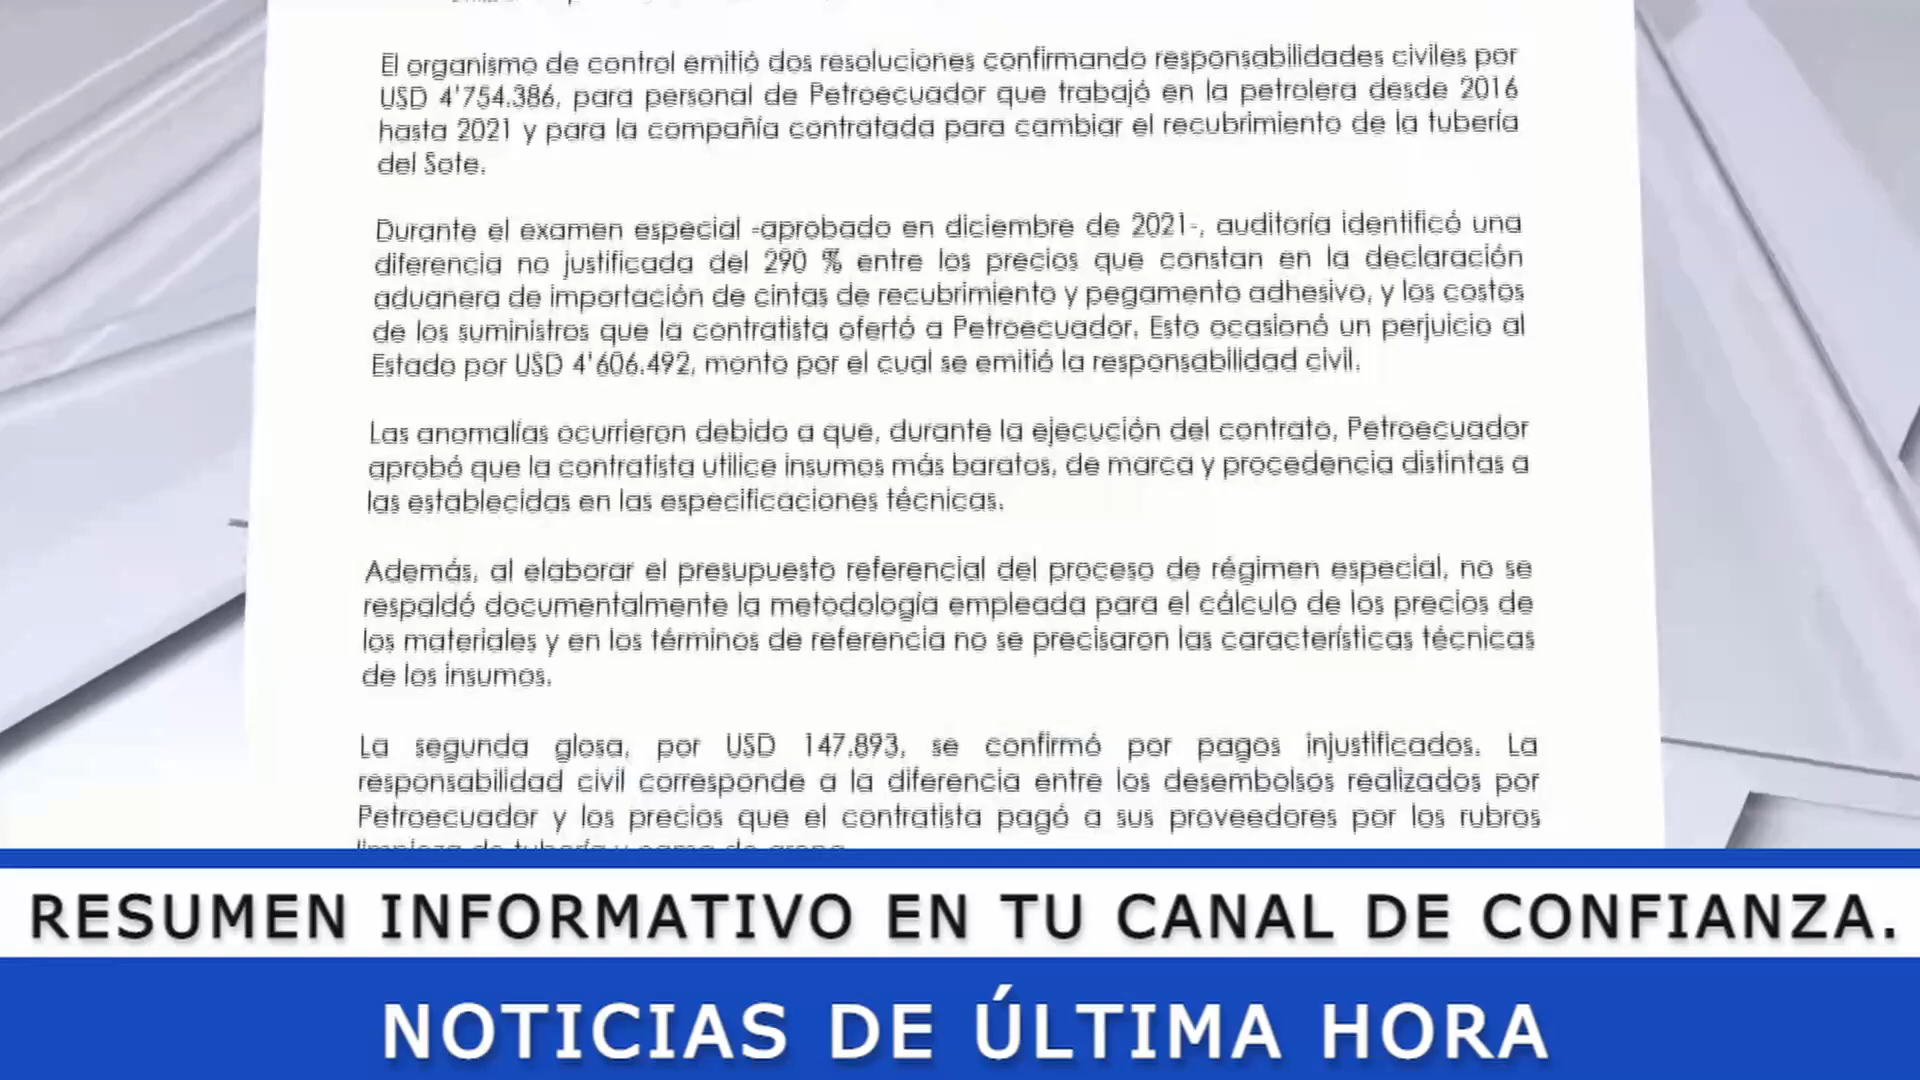 El organismo de control emitió dos resoluciones confirmando responsabilidades civiles por
USD 4'754.386, para personal de Petroecuador que trabajó en la petrolera desde 2016
hasta 2021 y para la compañía contratada para cambiar el recubrimiento de la tubería
del Sote.
Durante el examen especial -aprobado en diciembre de 2021-, auditoría identificó una
diferencia no justificada del 290 % entre los precios que constan en la declaración
aduanera de importación de cintas de recubrimiento y pegamento adhesivo, y los costos
de los suministros que la contratista ofertó a Petroecuador. Esto ocasionó un perjuicio al
Estado por USD 4'606.492, monto por el cual se emitió la responsabilidad civil.
Las anomalías ocurrieron debido a que, durante la ejecución del contrato, Petroecuador
aprobó que la contratista utilice insumos más baratos, de marca y procedencia distintas a
las establecidas en las especificaciones técnicas.
Además, al elaborar el presupuesto referencial del proceso de régimen especial, no se
respaldó documentalmente la metodología empleada para el cálculo de los precios de
los materiales y en los términos de referencia no se precisaron las características técnicas
de los insumos.
La segunda glosa, por USD 147.893, se confirmó por pagos injustificados. La
responsabilidad civil corresponde a la diferencia entre los desembolsos realizados por
Petroecuador y los precios que el contratista pagó a sus proveedores por los rubros
limpieza de tubería y cama de arena.
RESUMEN INFORMATIVO EN TU CANAL DE CONFIANZA.
NOTICIAS DE ÚLTIMA HORA